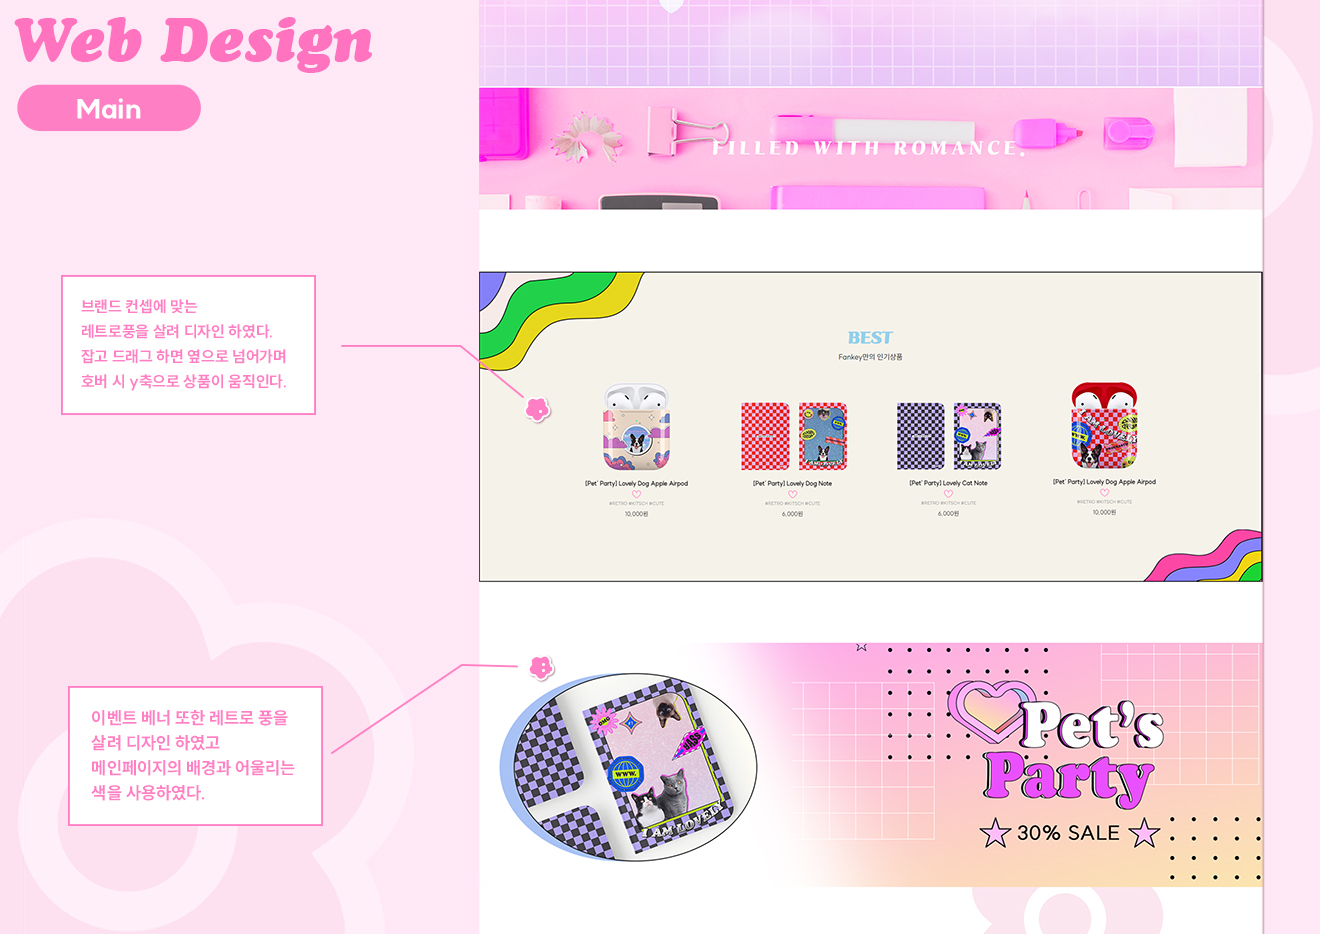 Web Design
Main
FILLED WITH ROMANCE.
브랜드 컨셉에 맞는
레트로풍을 살려 디자인 하였다.
잡고 드래그 하면 옆으로 넘어가며
호버 시 y축으로 상품이 움직인다.
BEST
Fankey만의 인기상품
[Pet' Party] Lovely Dog Apple Airpod
#RETRO #KITSCH #CUTE
10,000원
[Pet' Party] Lovely Dog Note
#RETRO #KITSCH #CUTE
6,000원
[Pet' Party] Lovely Cat Note
#RETRO #KITSCH #CUTE
6,000원
[Pet' Party] Lovely Dog Apple Airpod
#RETRO #KITSCH #CUTE
10,000원
이벤트 베너 또한 레트로 풍을
살려 디자인 하였고
메인페이지의 배경과 어울리는
색을 사용하였다.
OMG
WWW.
I AM LOVELY
Pet's
Party
30% SALE